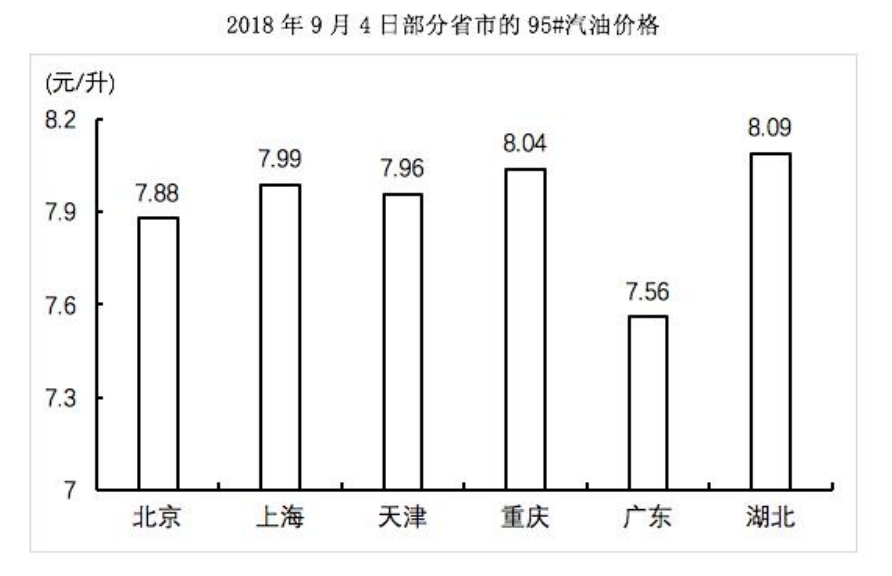 2018 年 9 月 4 日部分省市的 95#汽油价格
(元/升)
8.2
7.9
7.6
7.3
7
7.88
7.99
7.96
8.04
7.56
8.09
北京
上海
天津
重庆
广东
湖北